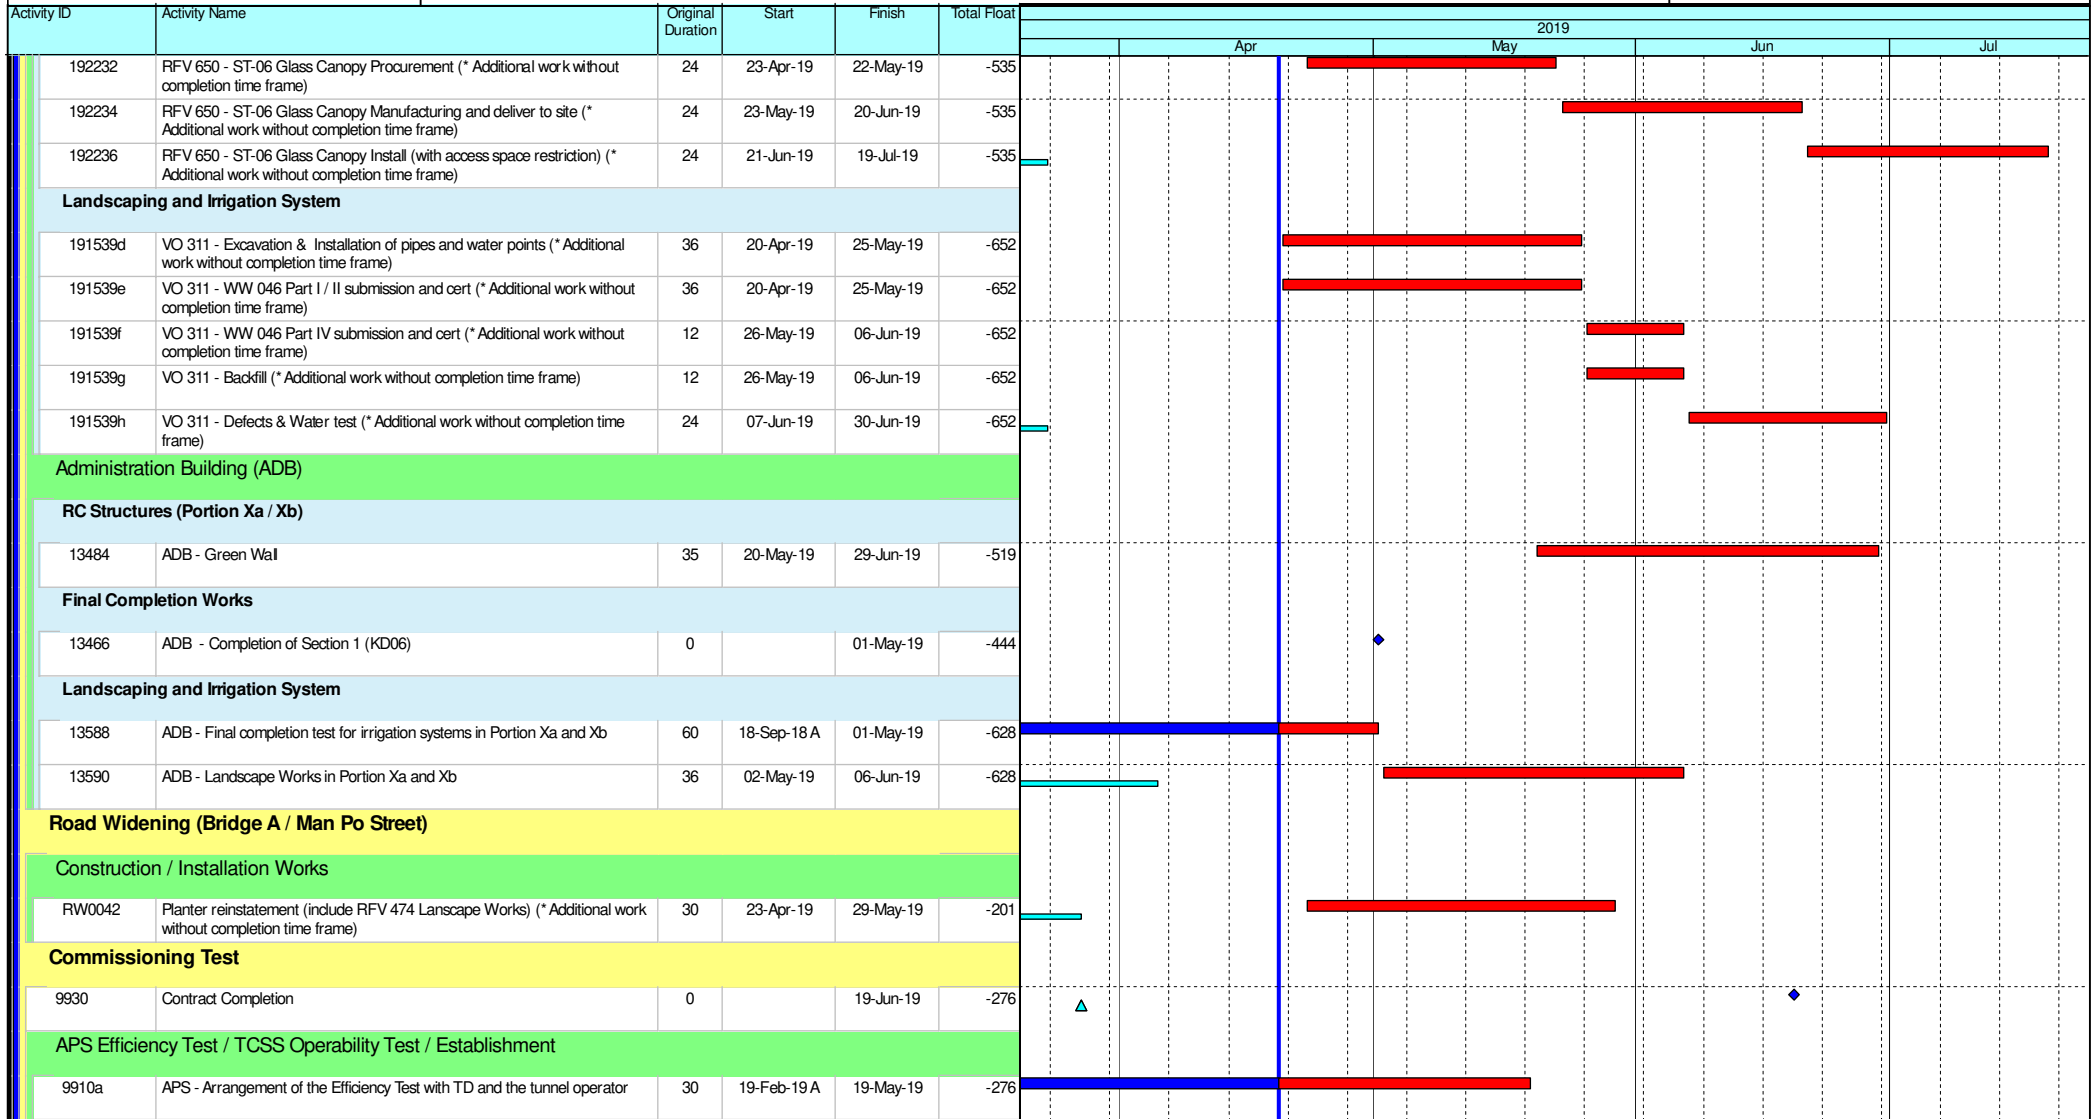 Activity ID Activity Name Original Start Finish Total Float
Duration
2019
Apr May Jun Jul
192232 RFV 650 - ST-06 Glass Canopy Procurement (* Additional work without 24 23-Apr-19 22-May-19 -535
completion time frame)
192234 RFV 650 - ST-06 Glass Canopy Manufacturing and deliver to site (* 24 23-May-19 20-Jun-19 -535
Additional work without completion time frame)
192236 RFV 650 - ST-06 Glass Canopy Install (with access space restriction) (* 24 21-Jun-19 19-Jul-19 -535
Additional work without completion time frame)
Landscaping and Irrigation System
191539d VO 311 - Excavation & Installation of pipes and water points (* Additional 36 20-Apr-19 25-May-19 -652
work without completion time frame)
191539e VO 311 - WW 046 Part I / II submission and cert (* Additional work without 36 20-Apr-19 25-May-19 -652
completion time frame)
191539f VO 311 - WW 046 Part IV submission and cert (* Additional work without 12 26-May-19 06-Jun-19 -652
completion time frame)
191539g VO 311 - Backfill (* Additional work without completion time frame) 12 26-May-19 06-Jun-19 -652
191539h VO 311 - Defects & Water test (* Additional work without completion time 24 07-Jun-19 30-Jun-19 -652
frame)
Administration Building (ADB)
RC Structures (Portion Xa / Xb)
13484 ADB - Green Wall 35 20-May-19 29-Jun-19 -519
Final Completion Works
13466 ADB - Completion of Section 1 (KD06) 0 01-May-19 -444
Landscaping and Irrigation System
13588 ADB - Final completion test for irrigation systems in Portion Xa and Xb 60 18-Sep-18 A 01-May-19 -628
13590 ADB - Landscape Works in Portion Xa and Xb 36 02-May-19 06-Jun-19 -628
Road Widening (Bridge A / Man Po Street)
Construction / Installation Works
RW0042 Planter reinstatement (include RFV 474 Lanscape Works) (* Additional work 30 23-Apr-19 29-May-19 -201
without completion time frame)
Commissioning Test
9930 Contract Completion 0 19-Jun-19 -276
APS Efficiency Test / TCSS Operability Test / Establishment
9910a APS - Arrangement of the Efficiency Test with TD and the tunnel operator 30 19-Feb-19 A 19-May-19 -276